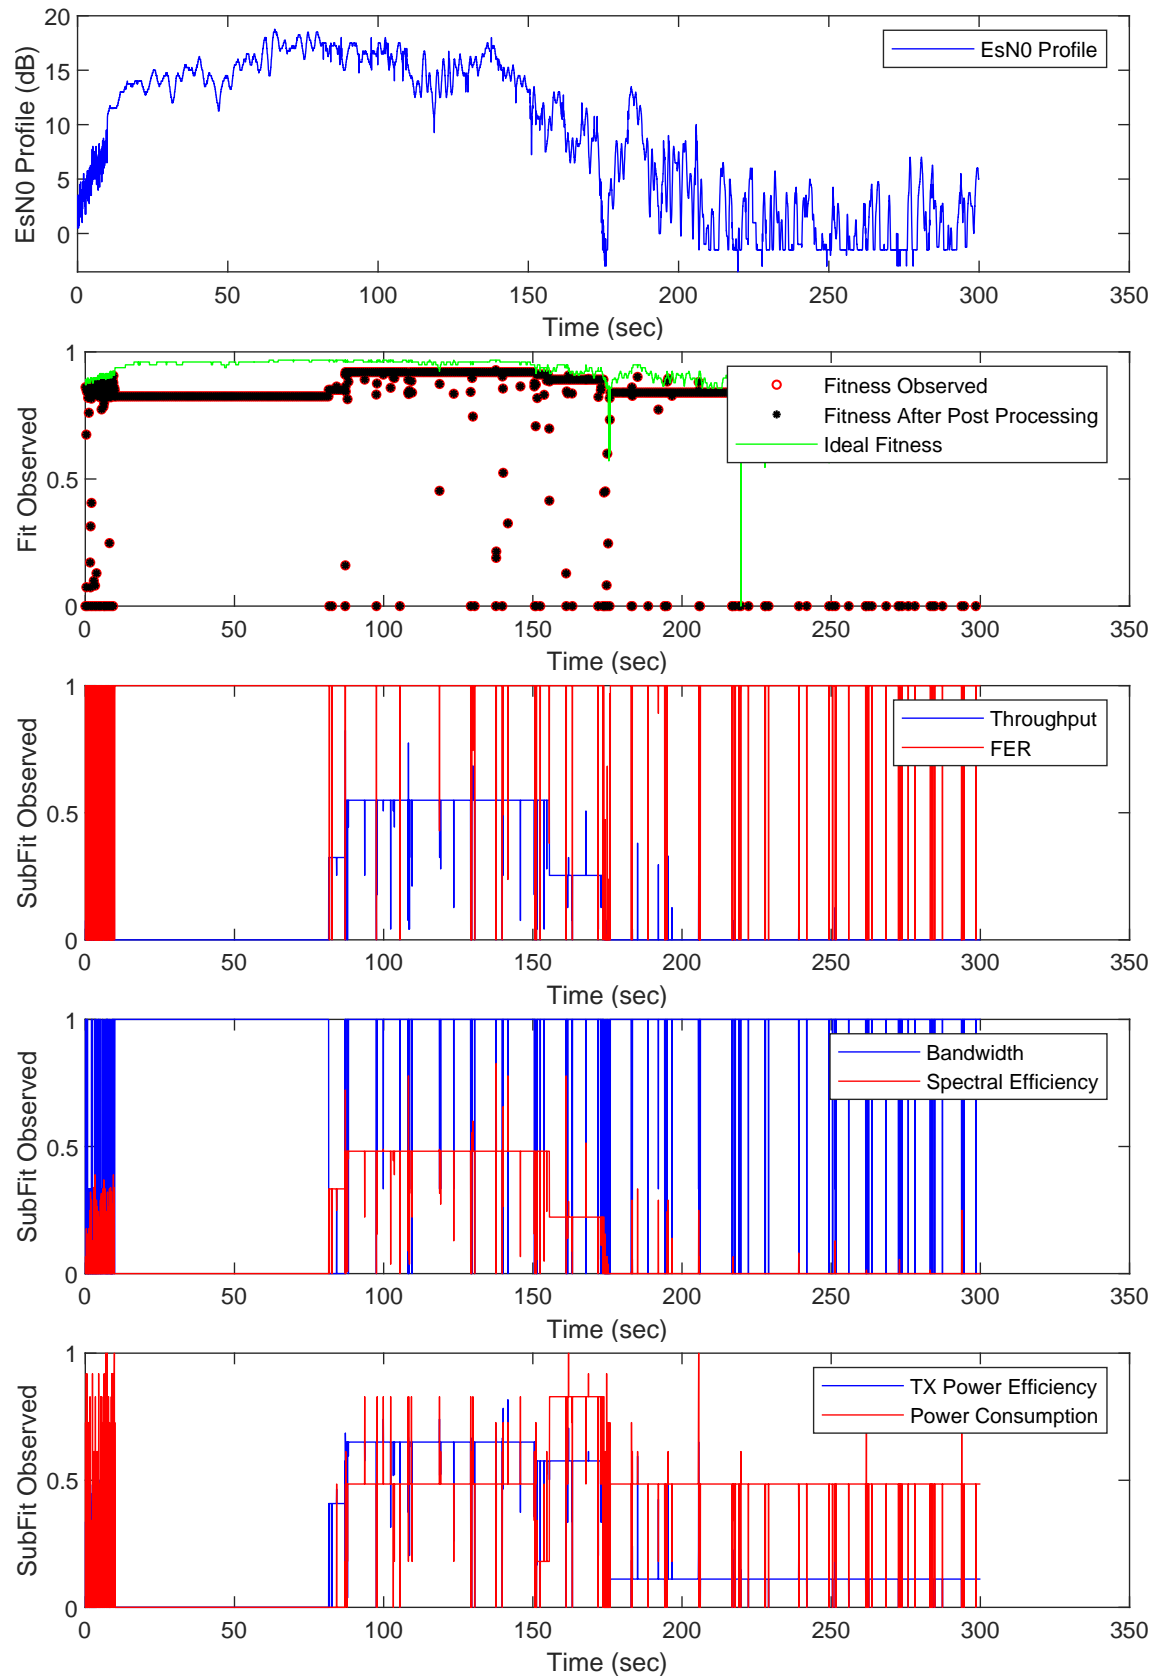 20
15
10
5
0
EsN0 Profile (dB)
EsN0 Profile
0 50 100 150 200 250 300 350
Time (sec)
1
0.5
0
Fit Observed
Fitness Observed
Fitness After Post Processing
Ideal Fitness
0 50 100 150 200 250 300 350
Time (sec)
1
0.5
0
SubFit Observed
Throughput
FER
0 50 100 150 200 250 300 350
Time (sec)
1
0.5
0
SubFit Observed
Bandwidth
Spectral Efficiency
0 50 100 150 200 250 300 350
Time (sec)
1
0.5
0
SubFit Observed
TX Power Efficiency
Power Consumption
0 50 100 150 200 250 300 350
Time (sec)